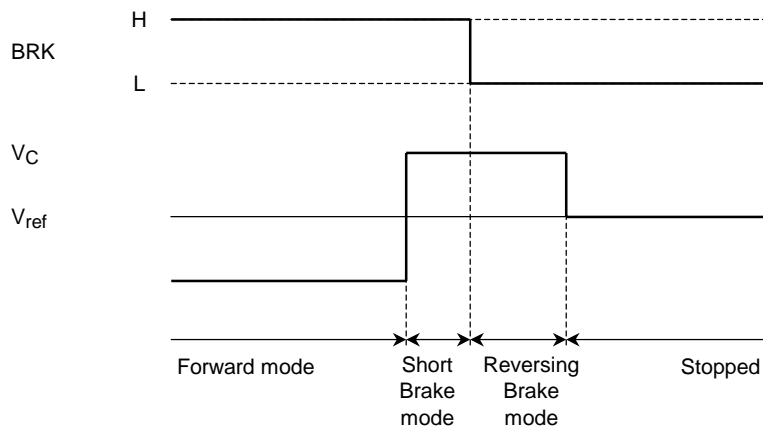 H
BRK
L
VC
Vref
Forward mode
Short
Brake
mode
Reversing
Brake
mode
Stopped